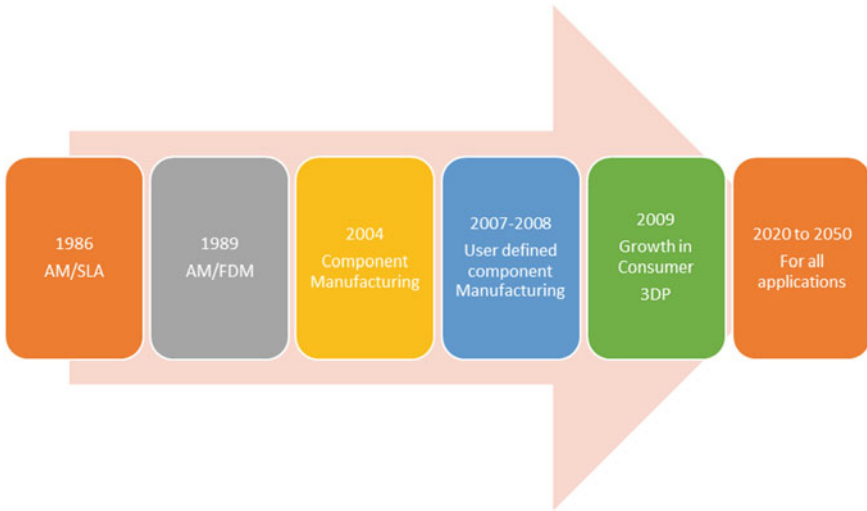 1986
AM/SLA
1989
AM/FDM
2004
Component
Manufacturing
2007-2008
User defined
component
Manufacturing
2009
Growth in
Consumer
3DP
2020 to 2050
For all
applications